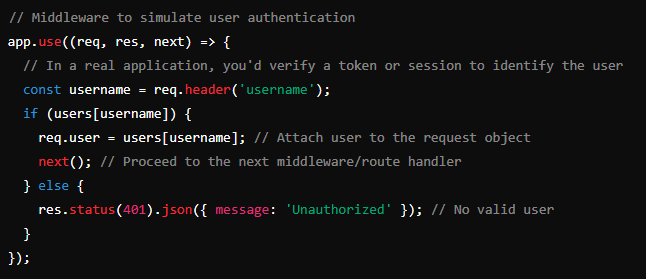 // Middleware to simulate user authentication
app.use((req, res, next) => {
  // In a real application, you'd verify a token or session to identify the user
  const username = req.header('username');
  if (users[username]) {
    req.user = users[username]; // Attach user to the request object
    next(); // Proceed to the next middleware/route handler
  } else {
    res.status(401).json({ message: 'Unauthorized' }); // No valid user
  }
});